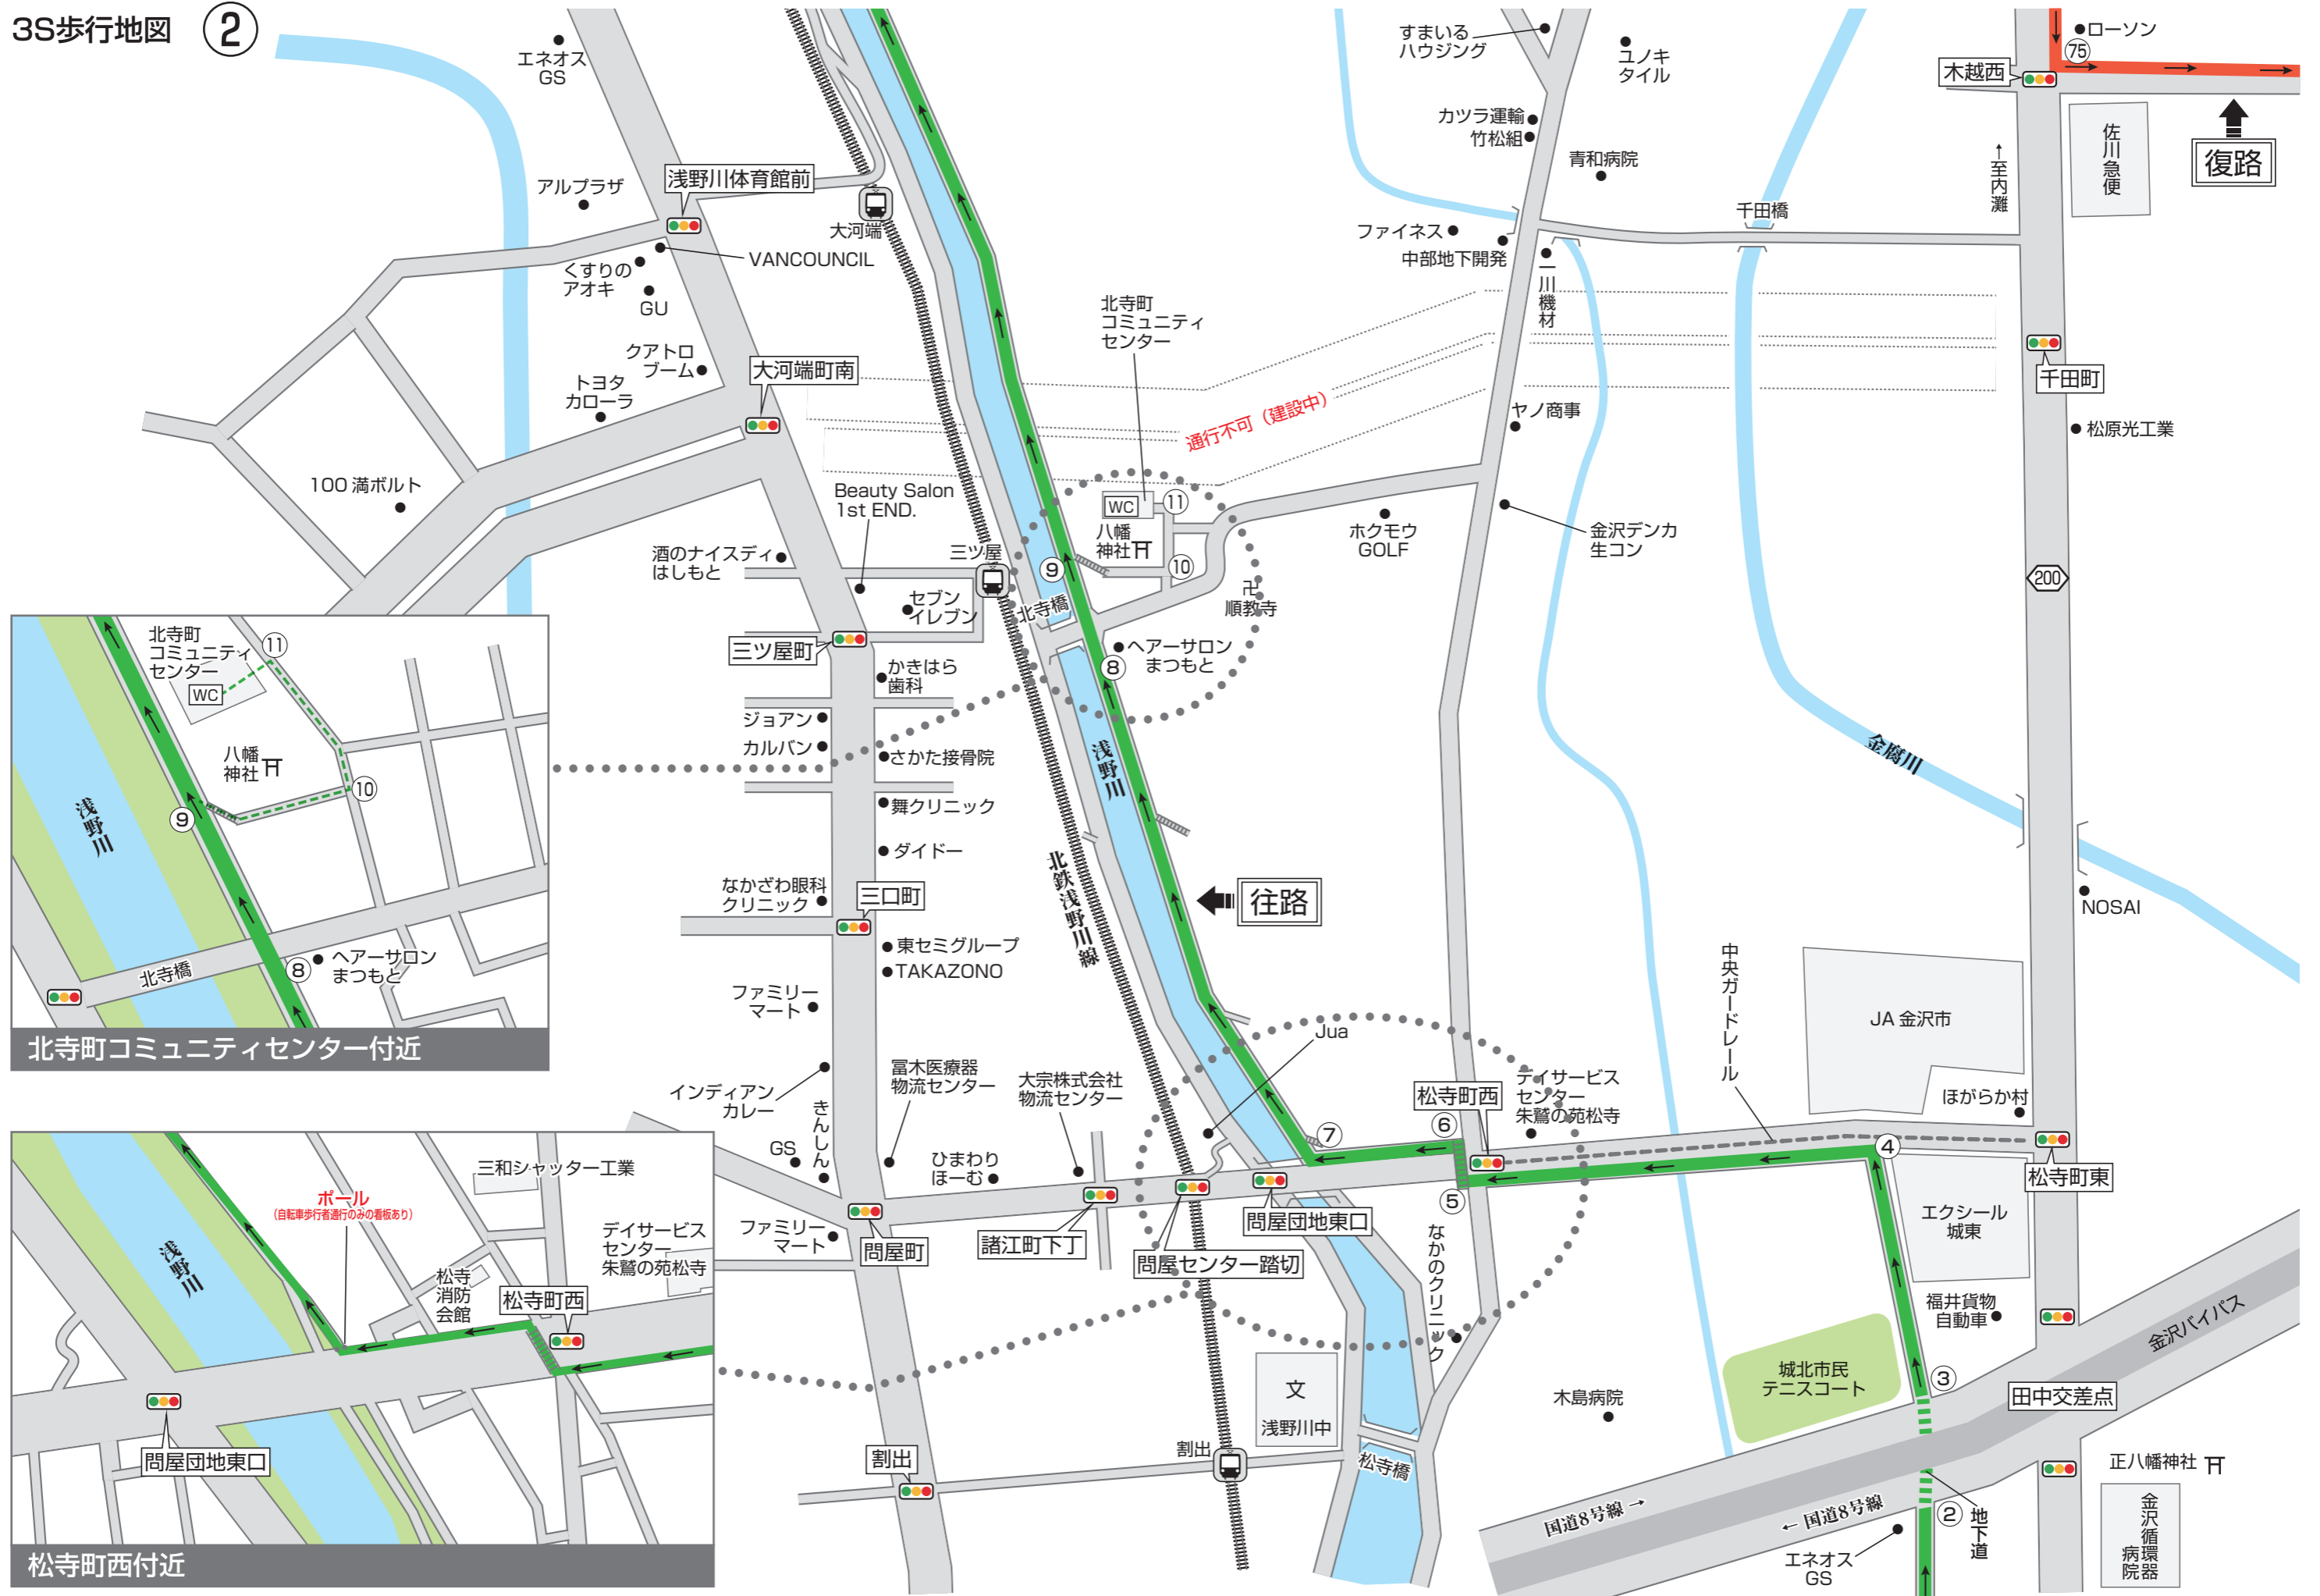 3S歩行地図 ②
エネオス
GS
すまいる
ハウジング
ユノキ
タイル
ローソン
75
木越西
カツラ運輸
竹松組
青和病院
佐川急便
復路
←至内灘
アルプラザ
浅野川体育館前
大河端
VANCOUNCIL
くすりの
アオキ
GU
ファイネス
中部地下開発
千田橋
一川機材
北寺町
コミュニティ
センター
クアトロ
ブーム
大河端町南
トヨタ
カローラ
千田町
通行不可（建設中）
ヤノ商事
松原光工業
100満ボルト
Beauty Salon
1st END.
WC
⑪
八幡
神社
ホクモウ
GOLF
金沢デンカ
生コン
酒のナイスディ
はしもと
三ツ屋
⑨
⑩
200
セブン
イレブン
北寺橋
卍
順教寺
三ツ屋町
ヘアーサロン
まつもと
⑧
かきはら
歯科
ジョアン
カルバン
さかた接骨院
浅野川
金腐川
舞クリニック
ダイドー
北鉄浅野川線
なかざわ眼科
クリニック
三口町
往路
NOSAI
東セミグループ
TAKAZONO
ファミリー
マート
中央ガードレール
JA金沢市
Jua
インディアン
カレー
冨木医療器
物流センター
大宗株式会社
物流センター
松寺町西
デイサービス
センター
朱鷺の苑松寺
ほがらか村
きんしん
GS
ひまわり
ほーむ
⑦
⑥
④
⑤
松寺町東
ファミリー
マート
問屋町
諸江町下丁
問屋センター踏切
問屋団地東口
なかのクリニック
エクシール
城東
福井貨物
自動車
金沢バイパス
城北市民
テニスコート
③
田中交差点
文
浅野川中
木島病院
割出
割出
松寺橋
正八幡神社
国道8号線 →
← 国道8号線
②
地下道
エネオス
GS
金沢循環器
病院
北寺町
コミュニティ
センター
WC
⑪
八幡
神社
⑩
⑨
浅野川
北寺橋
⑧
ヘアーサロン
まつもと
北寺町コミュニティセンター付近
三和シャッター工業
ポール
（自転車歩行者通行のみの看板あり）
浅野川
デイサービス
センター
朱鷺の苑松寺
松寺
消防
会館
松寺町西
問屋団地東口
松寺町西付近